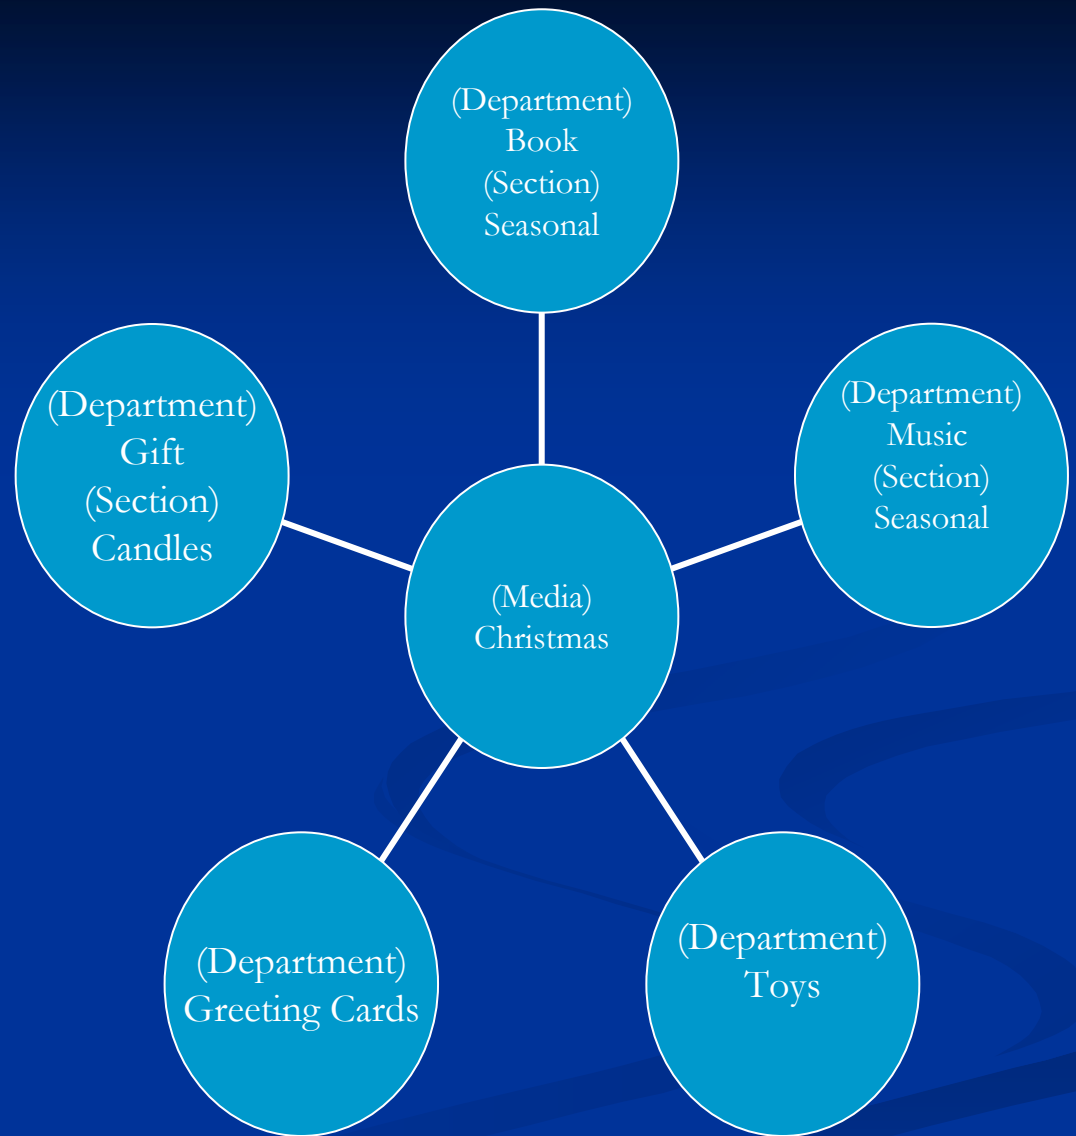 (Department)
Book
(Section)
Seasonal
(Department)
Gift
(Section)
Candles
(Department)
Music
(Section)
Seasonal
(Media)
Christmas
(Department)
Greeting Cards
(Department)
Toys